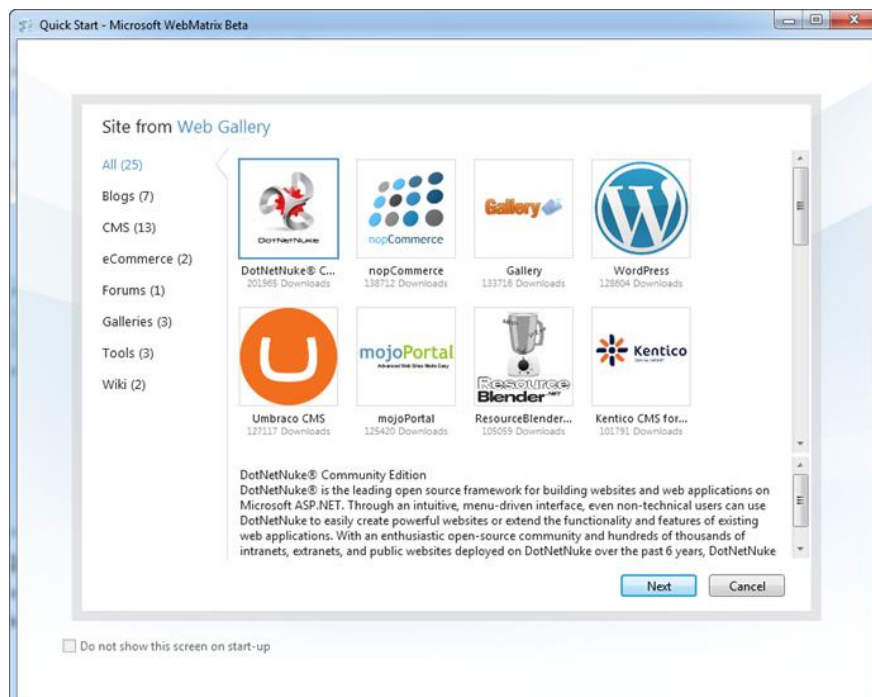 Quick Start - Microsoft WebMatrix Beta
Site from Web Gallery
All (25)
Blogs (7)
CMS (13)
eCommerce (2)
Forums (1)
Galleries (3)
Tools (3)
Wiki (2)
DOTNETNUKE
nopCommerce
Gallery
DotNetNuke® C...
nopCommerce
Gallery
WordPress
201965 Downloads
138712 Downloads
133716 Downloads
128604 Downloads
mojoPortal
Advanced Web Sites Made Easy
Resource
Blender.NET
Kentico
Umbraco CMS
mojoPortal
ResourceBlender...
Kentico CMS for...
127117 Downloads
125420 Downloads
105059 Downloads
101791 Downloads
DotNetNuke® Community Edition
DotNetNuke® is the leading open source framework for building websites and web applications on
Microsoft ASP.NET. Through an intuitive, menu-driven interface, even non-technical users can use
DotNetNuke to easily create powerful websites or extend the functionality and features of existing
web applications. With an enthusiastic open-source community and hundreds of thousands of
intranets, extranets, and public websites deployed on DotNetNuke over the past 6 years, DotNetNuke
Next
Cancel
Do not show this screen on start-up